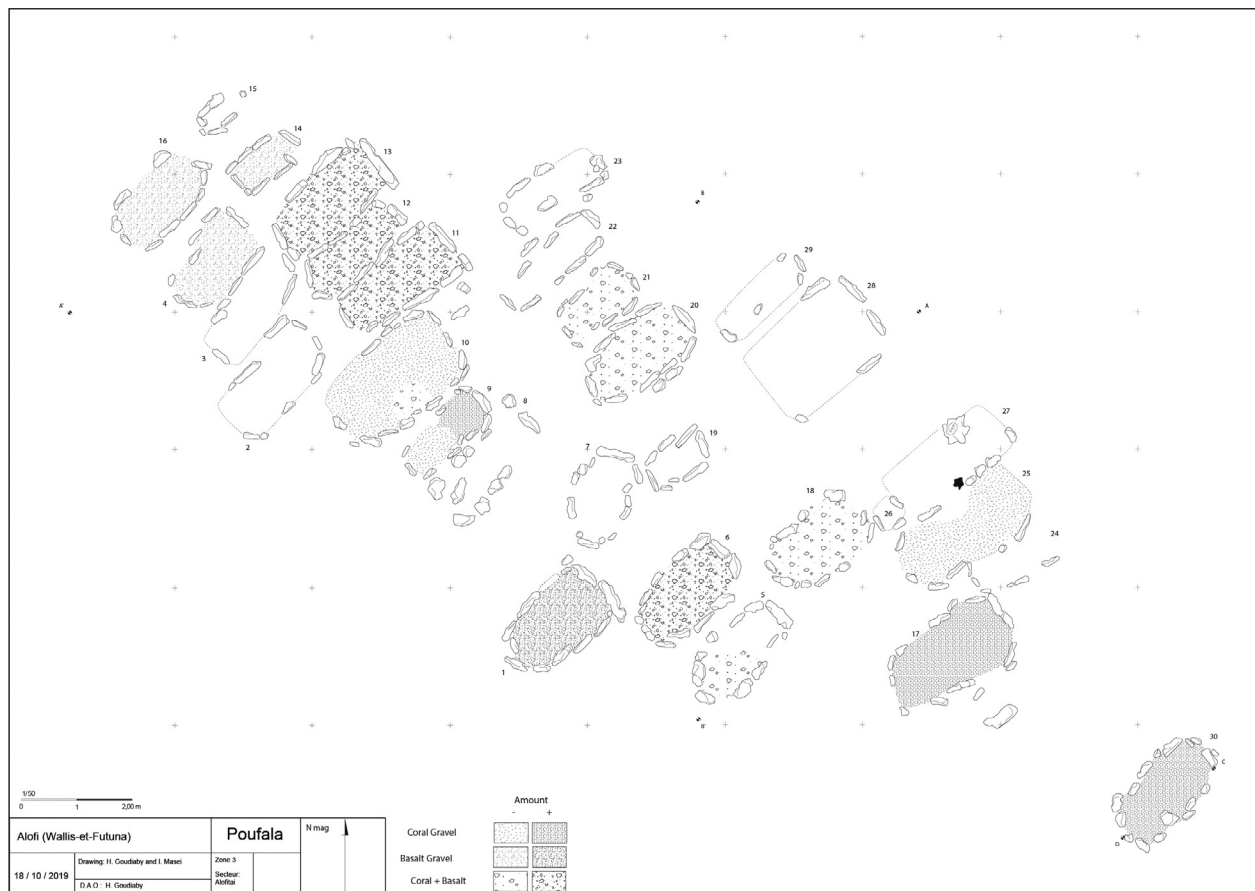 15
14
16
13
23
12
B
22
11
29
21
28
4
20
A'
A
3
10
9
8
27
2
7
19
25
18
26
24
6
5
17
1
B'
30
C
D
1/50
0 1 2,00 m
Amount
- +
Alofi (Wallis-et-Futuna)
Poufala
N mag
Coral Gravel
Basalt Gravel
Coral + Basalt
18 / 10 / 2019
Drawing: H. Goudiaby and I. Masei
D.A.O : H. Goudiaby
Zone 3
Secteur:
Alofitai